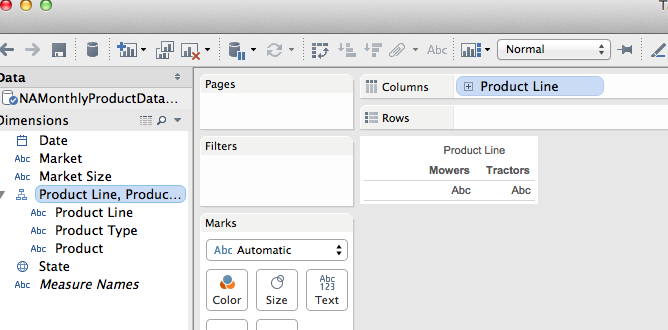 Ta
Abc
Normal
Data
NAMonthlyProductData...
Dimensions
Date
Abc Market
Abc Market Size
Product Line, Produc...
Abc Product Line
Abc Product Type
Abc Product
State
Abc Measure Names
Pages
Filters
Marks
Abc Automatic
Color
Size
Abc
123
Text
Columns
Product Line
Rows
Product Line
Mowers Tractors
Abc Abc